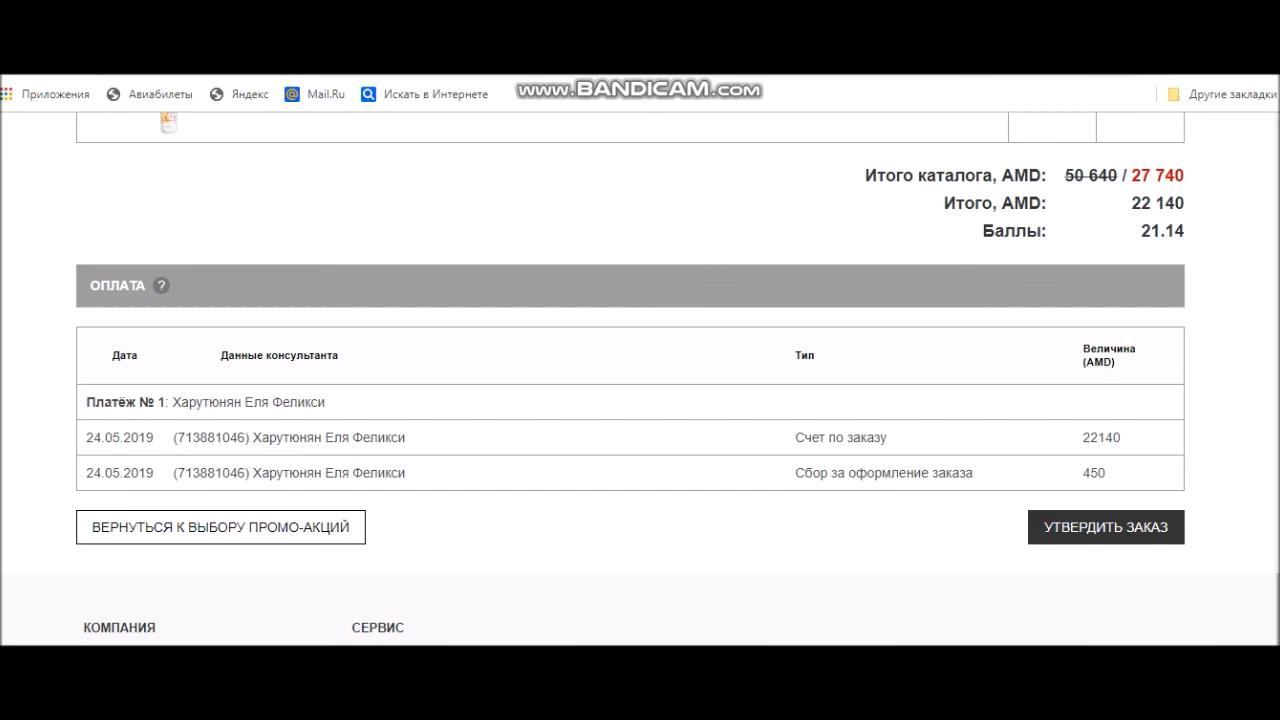 Приложения Авиабилеты Яндекс Mail.Ru Искать в Интернете www.BANDICAM.com Другие закладки
Итого каталога, AMD: 50 640 / 27 740
Итого, AMD: 22 140
Баллы: 21.14
ОПЛАТА ?
Дата Данные консультанта Тип Величина
(AMD)
Платёж № 1: Харутюнян Еля Феликси
24.05.2019 (713881046) Харутюнян Еля Феликси Счет по заказу 22140
24.05.2019 (713881046) Харутюнян Еля Феликси Сбор за оформление заказа 450
ВЕРНУТЬСЯ К ВЫБОРУ ПРОМО-АКЦИЙ УТВЕРДИТЬ ЗАКАЗ
КОМПАНИЯ СЕРВИС